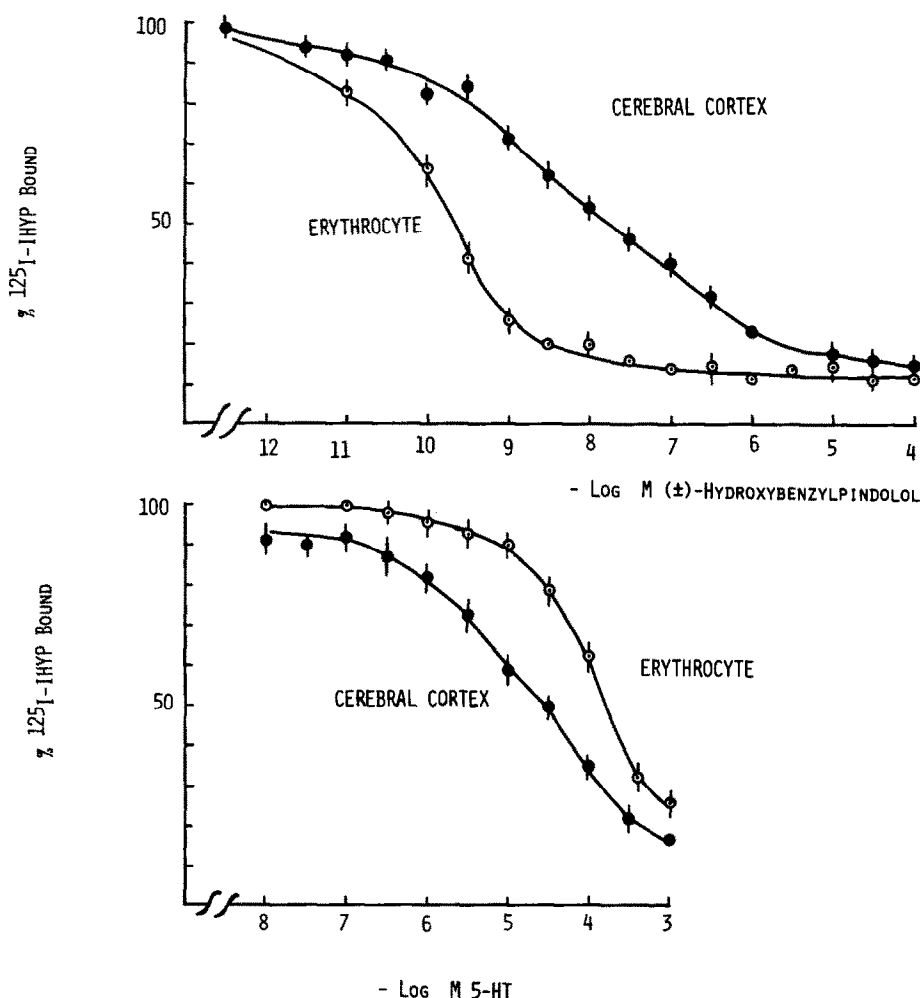 100
CEREBRAL CORTEX
50
ERYTHROCYTE
% 125I-IHYP BOUND
12 11 10 9 8 7 6 5 4
- LOG M (±)-HYDROXYBENZYLPINDOLOL
100
ERYTHROCYTE
CEREBRAL CORTEX
50
% 125I-IHYP BOUND
8 7 6 5 4 3
- LOG M 5-HT